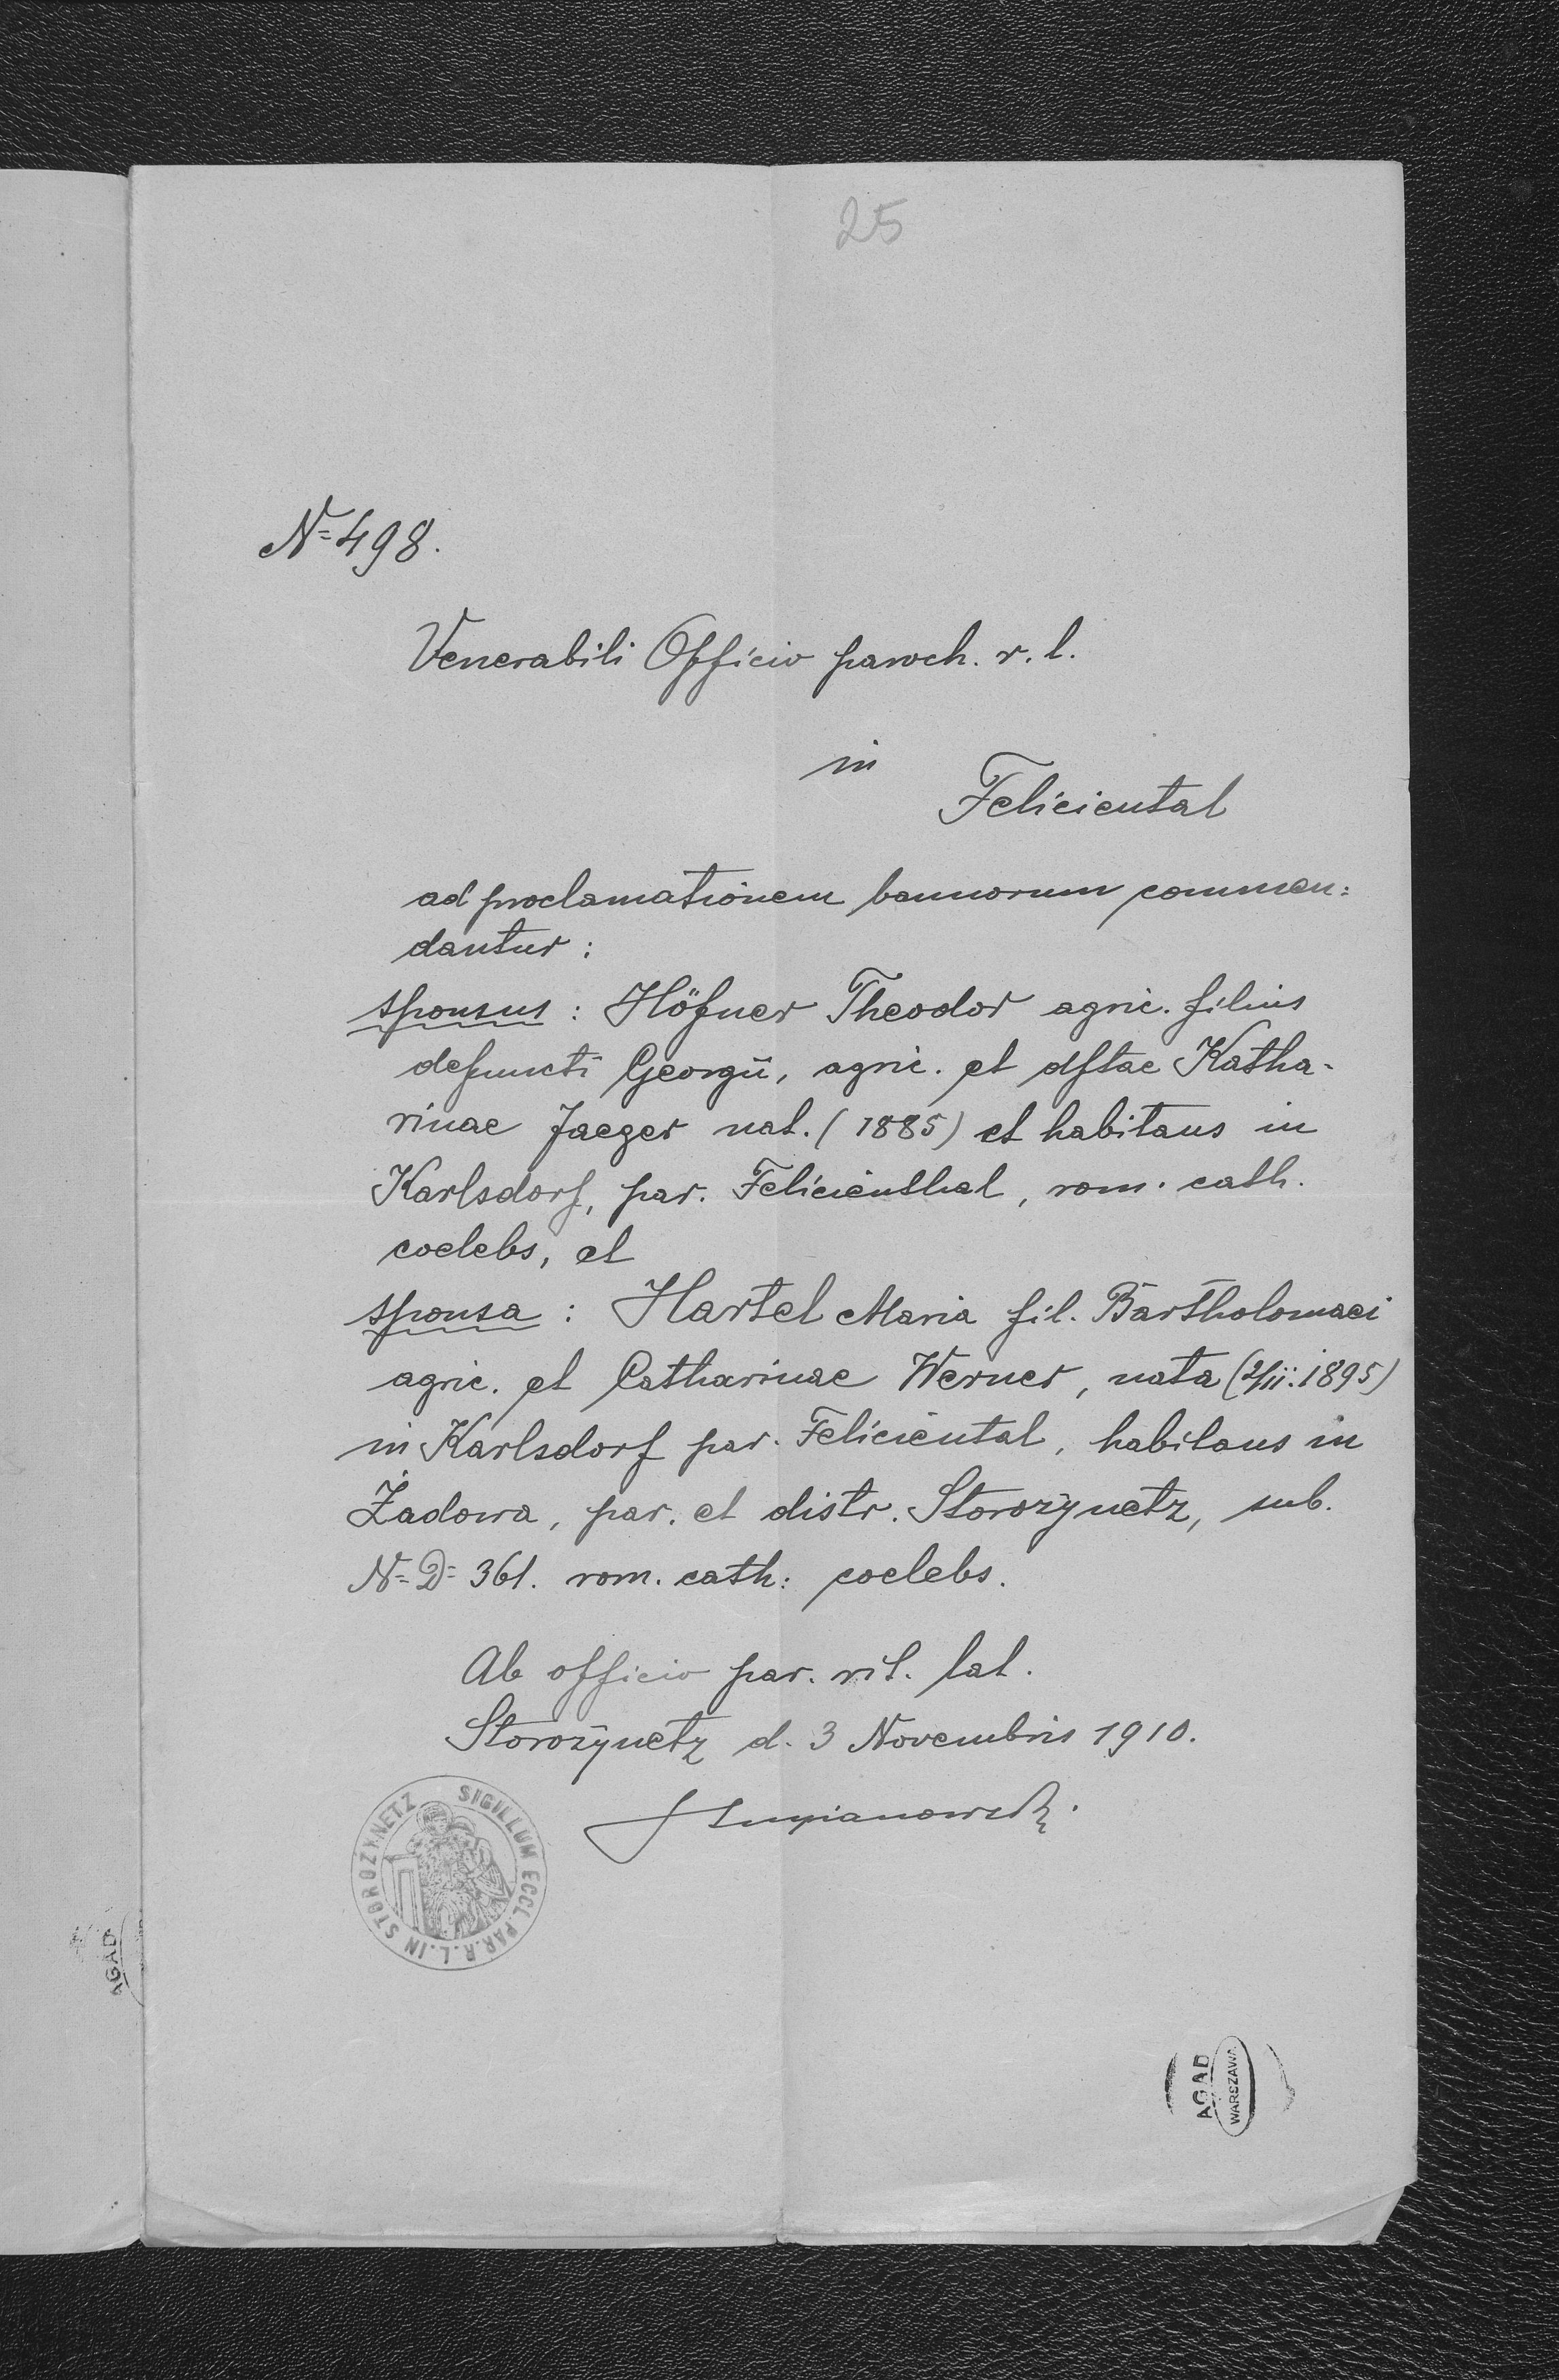 25
N= 498.
Venerabili Officio paroch. r. l.
in
Feliciental
ad proclamationem bannorum commen=
dantur :
sponsus : Höfner Theodor agric. filius
defuncti Georgii, agric. et dftae Katha-
rinae Jaeger nat. (1885) et habitans in
Karlsdorf, par. Felicienthal, rom. cath.
coelebs, et
sponsa : Hartel Maria fil. Bartholomaei
agric. et Catharinae Werner, nata (2/II. 1895)
in Karlsdorf par. Feliciental, habitans in
Żadowa, par. et distr. Storożynetz, sub.
N= D= 361. rom. cath: coelebs.
Ab officio par. rit. lat.
Storożynetz d. 3 Novembris 1910.
SIGILLUM ECCL. PAR. R. L. IN STOROZYNETZ
AGAD
AGAD
WARSZAWA